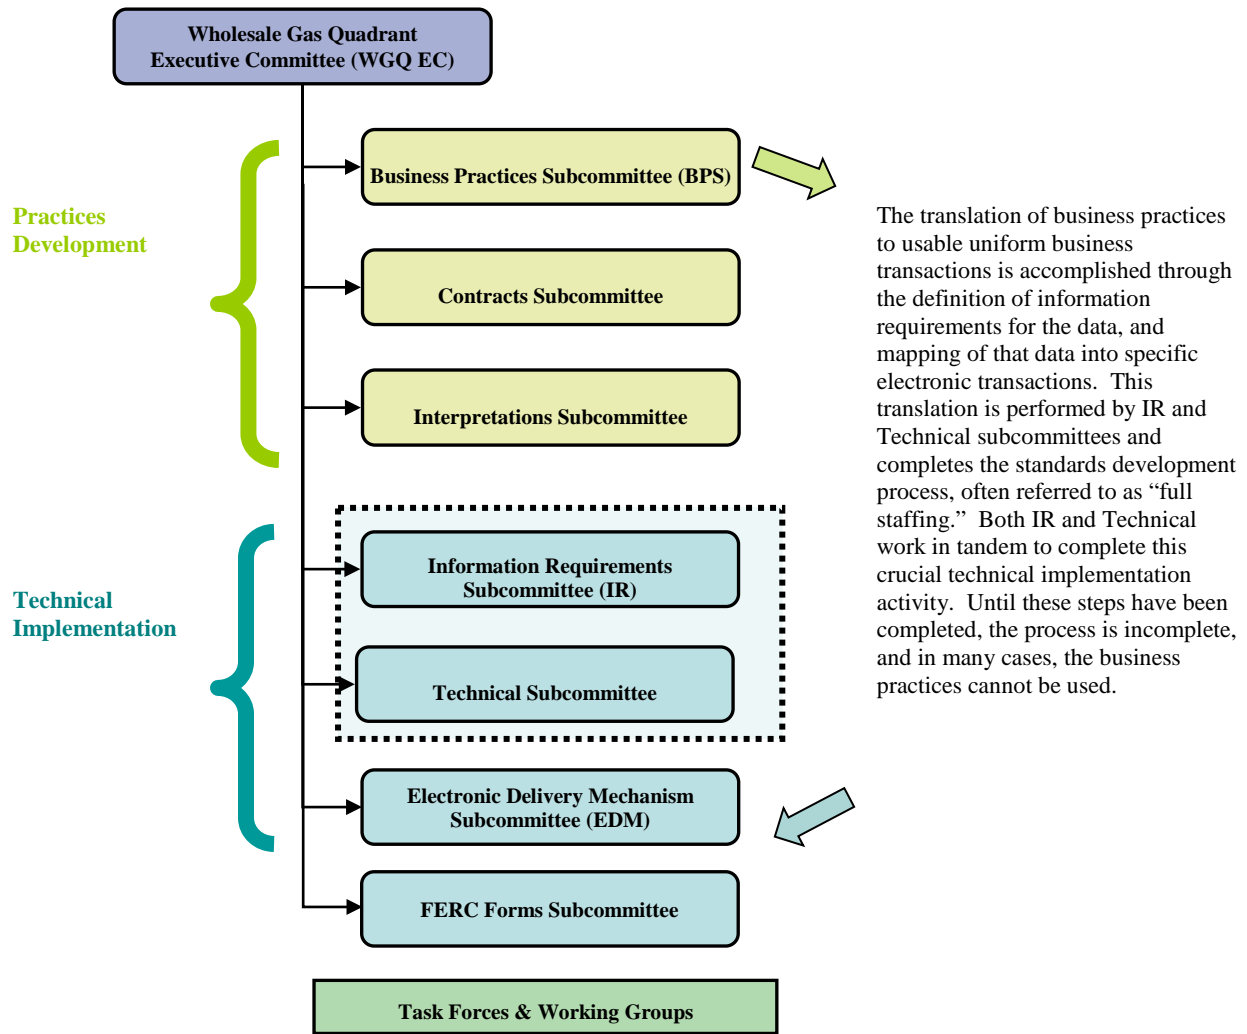 Wholesale Gas Quadrant
Executive Committee (WGQ EC)
Business Practices Subcommittee (BPS)
Practices
Development
Contracts Subcommittee
Interpretations Subcommittee
Information Requirements
Subcommittee (IR)
Technical
Implementation
Technical Subcommittee
Electronic Delivery Mechanism
Subcommittee (EDM)
FERC Forms Subcommittee
Task Forces & Working Groups
The translation of business practices
to usable uniform business
transactions is accomplished through
the definition of information
requirements for the data, and
mapping of that data into specific
electronic transactions.  This
translation is performed by IR and
Technical subcommittees and
completes the standards development
process, often referred to as “full
staffing.”  Both IR and Technical
work in tandem to complete this
crucial technical implementation
activity.  Until these steps have been
completed, the process is incomplete,
and in many cases, the business
practices cannot be used.